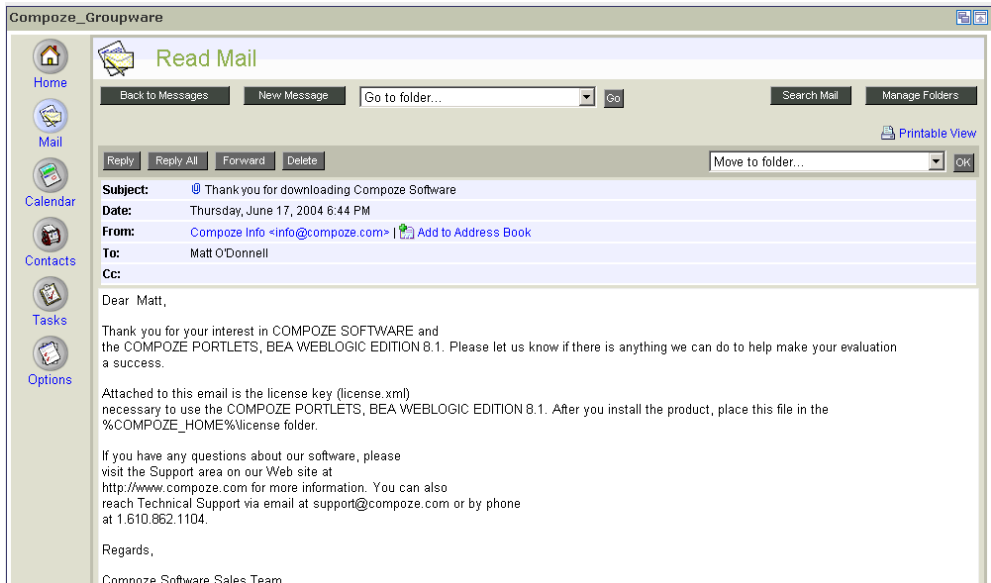 Compoze_Groupware
Home
Mail
Calendar
Contacts
Tasks
Options
Read Mail
Back to Messages New Message Go to folder... Go Search Mail Manage Folders
Printable View
Reply Reply All Forward Delete Move to folder... OK
Subject: Thank you for downloading Compoze Software
Date: Thursday, June 17, 2004 6:44 PM
From: Compoze Info <info@compoze.com> | Add to Address Book
To: Matt O'Donnell
Cc:
Dear Matt,
Thank you for your interest in COMPOZE SOFTWARE and
the COMPOZE PORTLETS, BEA WEBLOGIC EDITION 8.1. Please let us know if there is anything we can do to help make your evaluation
a success.
Attached to this email is the license key (license.xml)
necessary to use the COMPOZE PORTLETS, BEA WEBLOGIC EDITION 8.1. After you install the product, place this file in the
%COMPOZE_HOME%\license folder.
If you have any questions about our software, please
visit the Support area on our Web site at
http://www.compoze.com for more information. You can also
reach Technical Support via email at support@compoze.com or by phone
at 1.610.862.1104.
Regards,
Compoze Software Sales Team